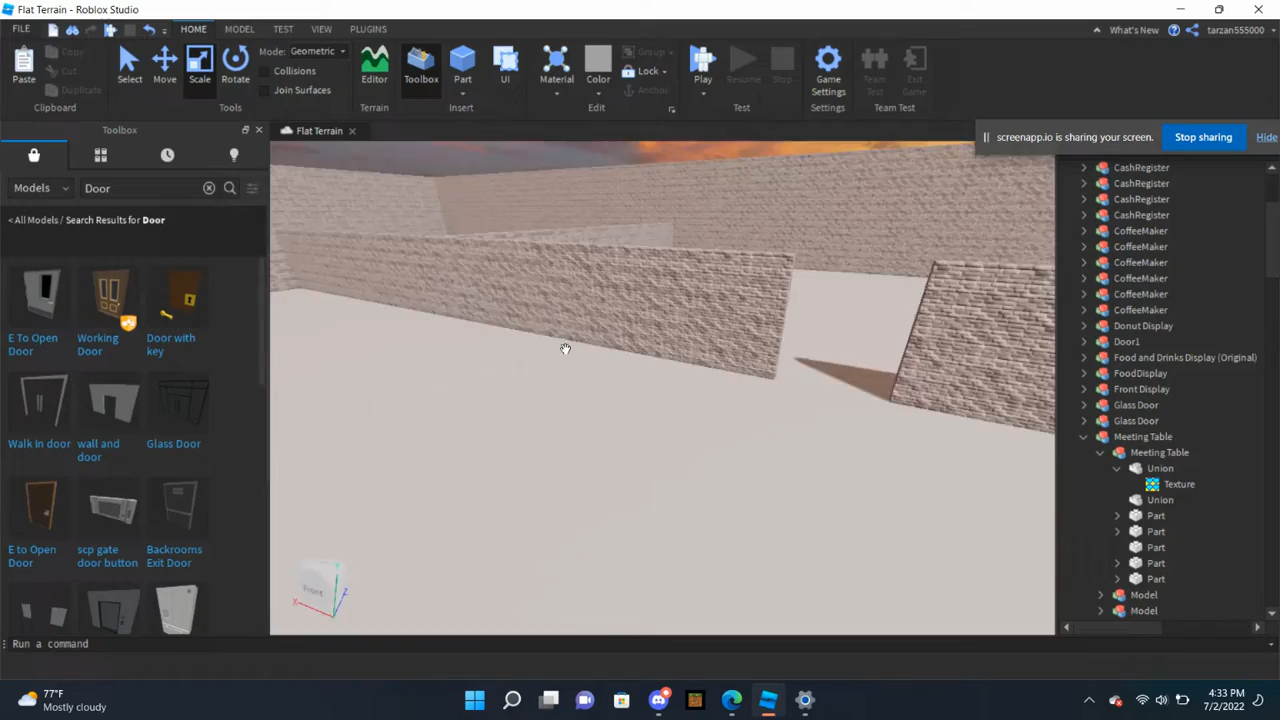 Flat Terrain - Roblox Studio
FILE
HOME
MODEL
TEST
VIEW
PLUGINS
What's New
tarzan555000
Paste
Copy
Cut
Duplicate
Clipboard
Select
Move
Scale
Rotate
Mode: Geometric
Collisions
Join Surfaces
Tools
Editor
Terrain
Toolbox
Part
UI
Insert
Material
Color
Group
Lock
Anchor
Edit
Play
Resume
Stop
Test
Game Settings
Settings
Team Test
Exit Game
Team Test
Toolbox
Flat Terrain
screenapp.io is sharing your screen.
Stop sharing
Hide
Models
Door
< All Models / Search Results for Door
E To Open Door
Working Door
Door with key
Walk in door
wall and door
Glass Door
E to Open Door
scp gate door button
Backrooms Exit Door
Front
X
Z
CashRegister
CashRegister
CashRegister
CashRegister
CoffeeMaker
CoffeeMaker
CoffeeMaker
CoffeeMaker
CoffeeMaker
CoffeeMaker
Donut Display
Door1
Food and Drinks Display (Original)
FoodDisplay
Front Display
Glass Door
Glass Door
Meeting Table
Meeting Table
Union
Texture
Union
Part
Part
Part
Part
Part
Model
Model
Run a command
77°F
Mostly cloudy
4:33 PM
7/2/2022